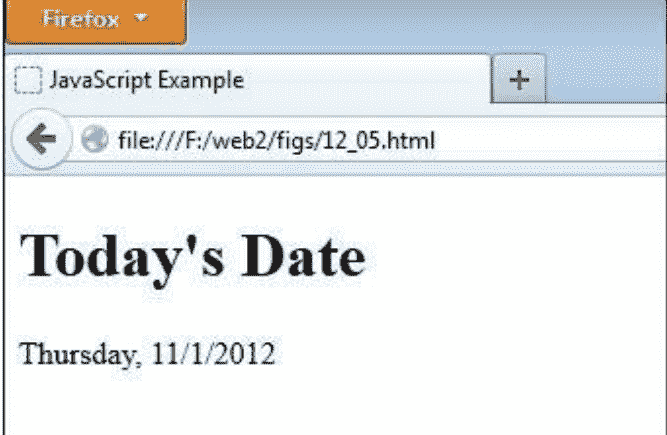 Firefox
JavaScript Example
+
file:///F:/web2/figs/12_05.html
Today's Date
Thursday, 11/1/2012